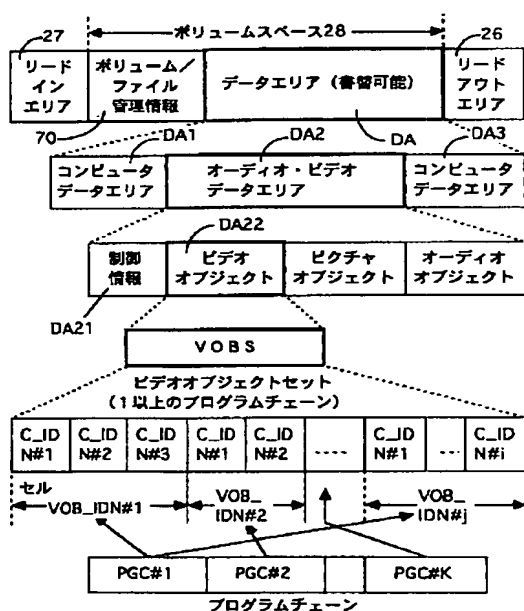 27
ボリュームスペース28
26
リード
イン
エリア
ボリューム／
ファイル
管理情報
データエリア（書替可能）
リード
アウト
エリア
70
DA1
DA2
DA
DA3
コンピュータ
データエリア
オーディオ・ビデオ
データエリア
コンピュータ
データエリア
DA22
制御
情報
ビデオ
オブジェクト
ピクチャ
オブジェクト
オーディオ
オブジェクト
DA21
VOBS
ビデオオブジェクトセット
（1以上のプログラムチェーン）
C_ID
N#1
C_ID
N#2
C_ID
N#3
C_ID
N#1
C_ID
N#2
-----
C_ID
N#1
---
C_ID
N#i
セル
VOB_IDN#1
VOB_
IDN#2
VOB_
IDN#j
PGC#1
PGC#2
PGC#K
プログラムチェーン